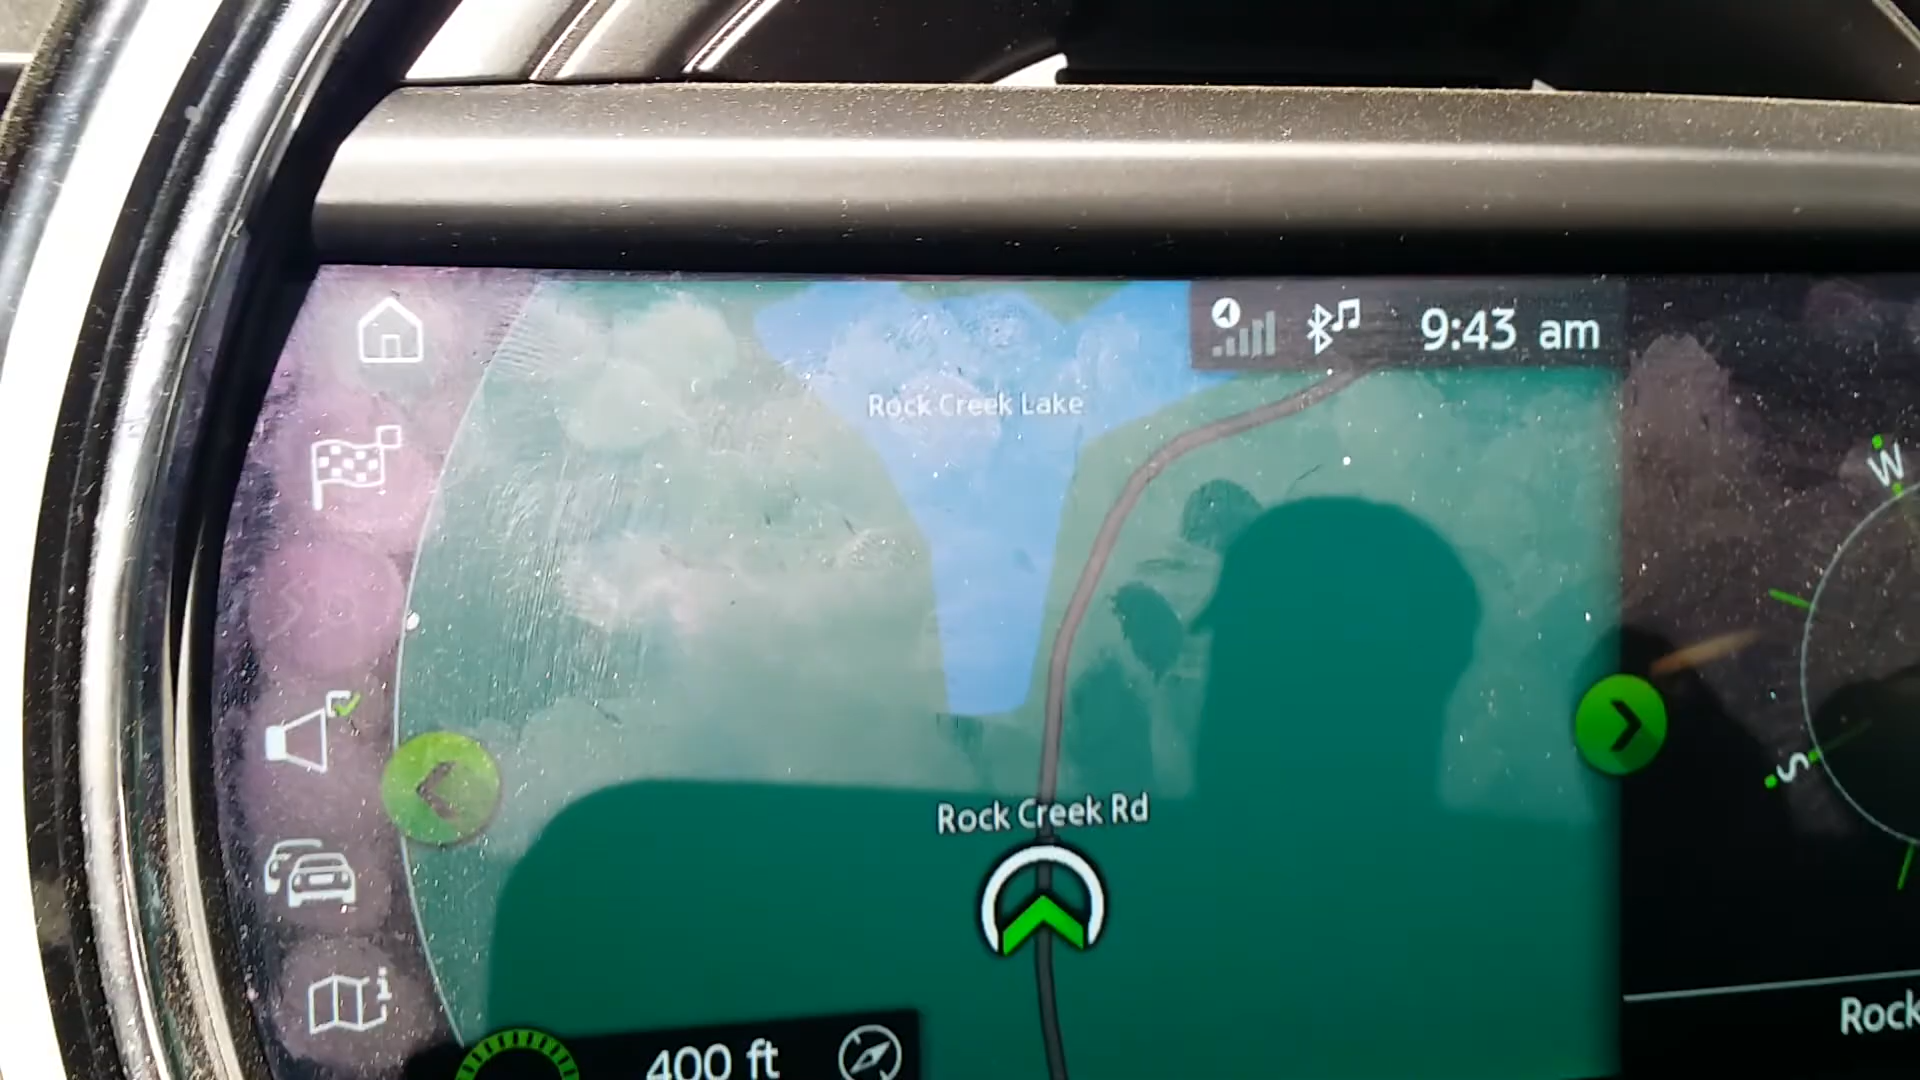 9:43 am
Rock Creek Lake
W
S
Rock Creek Rd
Rock
400 ft